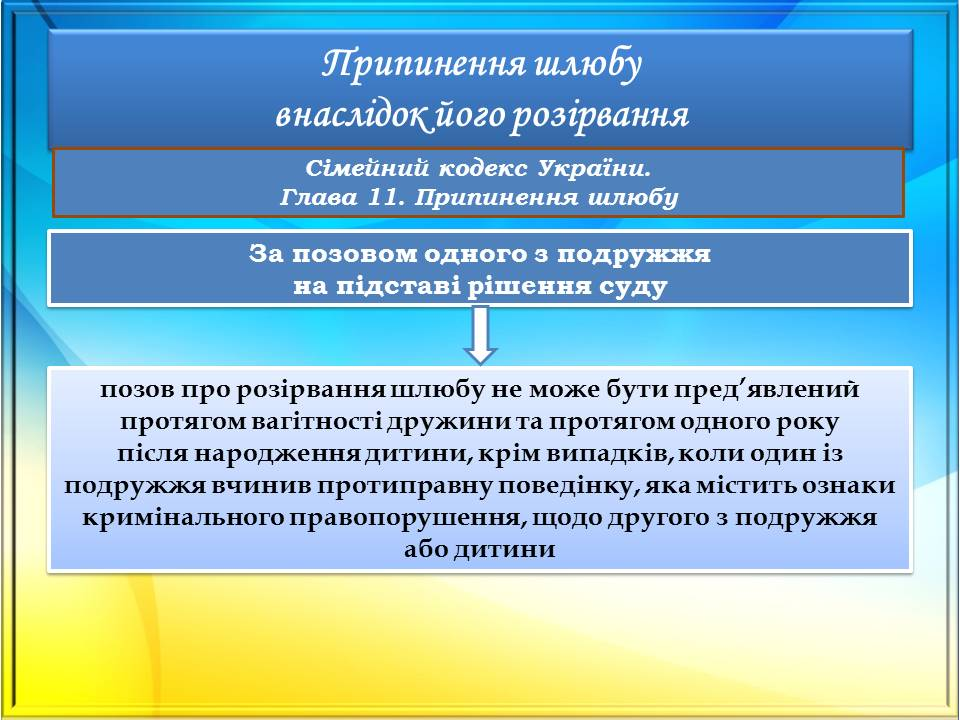 Припинення шлюбу
внаслідок його розірвання
Сімейний кодекс України.
Глава 11. Припинення шлюбу
За позовом одного з подружжя
на підставі рішення суду
позов про розірвання шлюбу не може бути пред’явлений
протягом вагітності дружини та протягом одного року
після народження дитини, крім випадків, коли один із
подружжя вчинив протиправну поведінку, яка містить ознаки
кримінального правопорушення, щодо другого з подружжя
або дитини